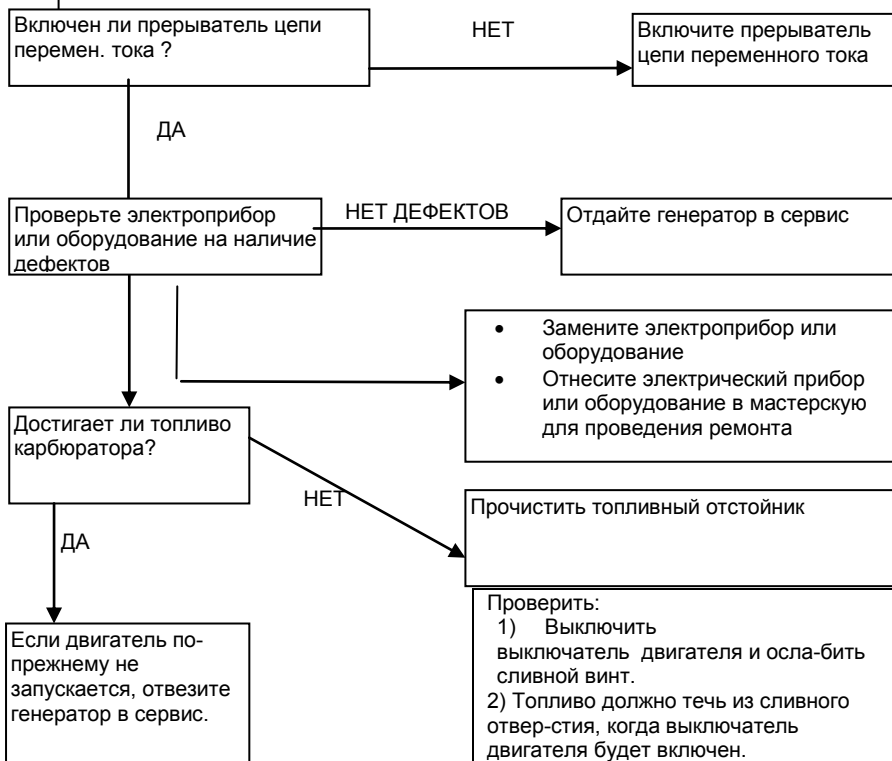 Включен ли прерыватель цепи
перемен. тока ?
НЕТ
Включите прерыватель
цепи переменного тока
ДА
Проверьте электроприбор
или оборудование на наличие
дефектов
НЕТ ДЕФЕКТОВ
Отдайте генератор в сервис
• Замените электроприбор или
оборудование
• Отнесите электрический прибор
или оборудование в мастерскую
для проведения ремонта
Достигает ли топливо
карбюратора?
НЕТ
Прочистить топливный отстойник
ДА
Если двигатель по-
прежнему не
запускается, отвезите
генератор в сервис.
Проверить:
1) Выключить
выключатель двигателя и осла-бить
сливной винт.
2) Топливо должно течь из сливного
отвер-стия, когда выключатель
двигателя будет включен.